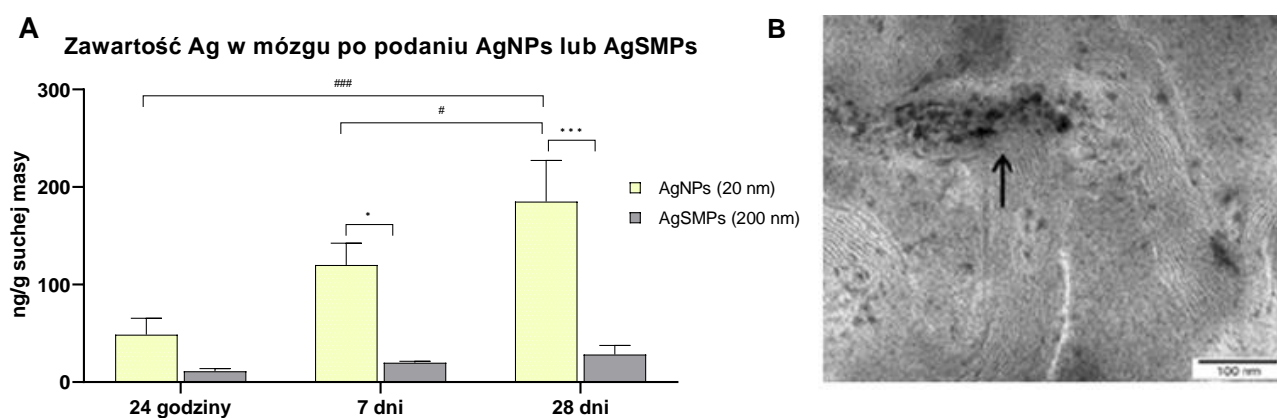 A
Zawartość Ag w mózgu po podaniu AgNPs lub AgSMPs
B
ng/g suchej masy
300
200
100
0
###
#
***
*
AgNPs (20 nm)
AgSMPs (200 nm)
24 godziny
7 dni
28 dni
100 nm